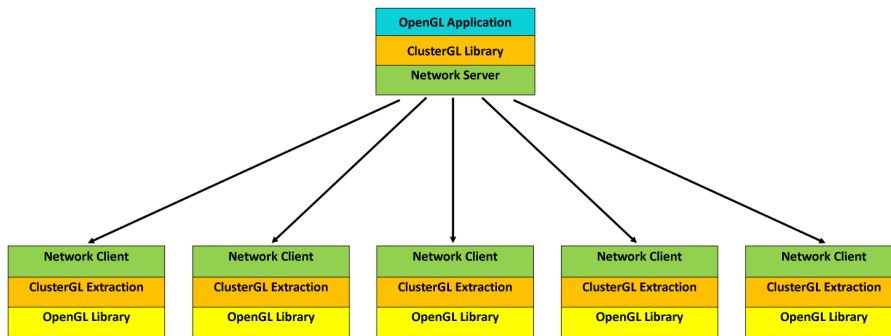 OpenGL Application
ClusterGL Library
Network Server
Network Client
ClusterGL Extraction
OpenGL Library
Network Client
ClusterGL Extraction
OpenGL Library
Network Client
ClusterGL Extraction
OpenGL Library
Network Client
ClusterGL Extraction
OpenGL Library
Network Client
ClusterGL Extraction
OpenGL Library